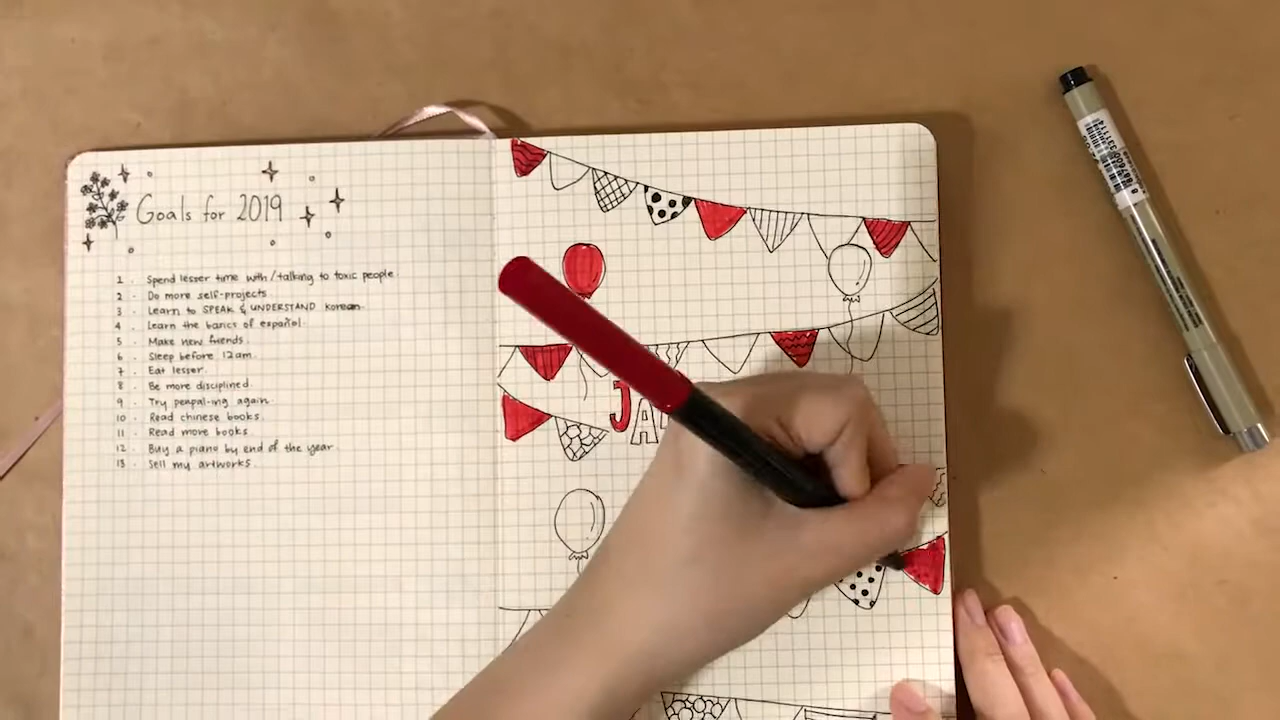 Goals for 2019
1. Spend lesser time with/talking to toxic people.
2. Do more self-projects.
3. Learn to SPEAK & UNDERSTAND korean.
4. Learn the barics of español.
5. Make new friends.
6. Sleep before 12am.
7. Eat lesser.
8. Be more disciplined.
9. Try penpal-ing again.
10. Read chinese books.
11. Read more books.
12. Buy a piano by end of the year.
13. Sell my artworks.
JA